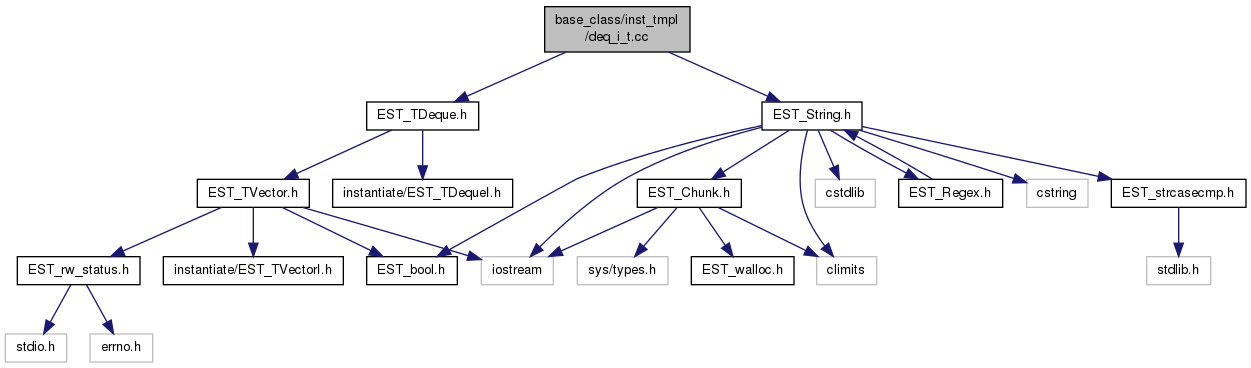 base_class/inst_tmpl
/deq_i_t.cc
EST_TDeque.h
EST_String.h
EST_TVector.h
instantiate/EST_TDequeI.h
EST_Chunk.h
cstdlib
EST_Regex.h
cstring
EST_strcasecmp.h
EST_rw_status.h
instantiate/EST_TVectorI.h
EST_bool.h
iostream
sys/types.h
EST_walloc.h
climits
stdlib.h
stdio.h
errno.h